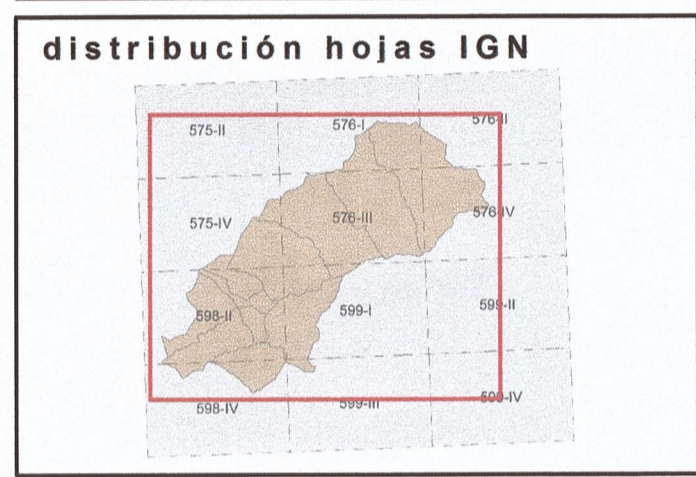 distribución hojas IGN
575-II 576-I 576-II
575-IV 576-III 576-IV
598-II 599-I 599-II
598-IV 599-III 599-IV